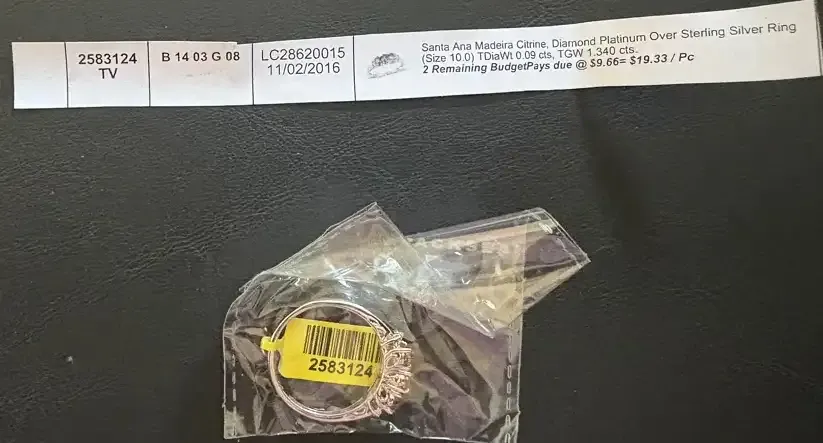 2583124
TV
B 14 03 G 08
LC28620015
11/02/2016
Santa Ana Madeira Citrine, Diamond Platinum Over Sterling Silver Ring
(Size 10.0) TDiaWt 0.09 cts, TGW 1.340 cts.
2 Remaining BudgetPays due @ $9.66= $19.33 / Pc
2583124